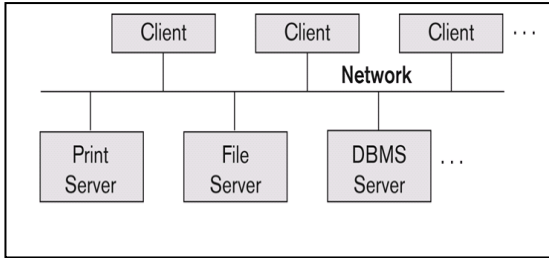 Client Client Client ...
Network
Print File DBMS ...
Server Server Server